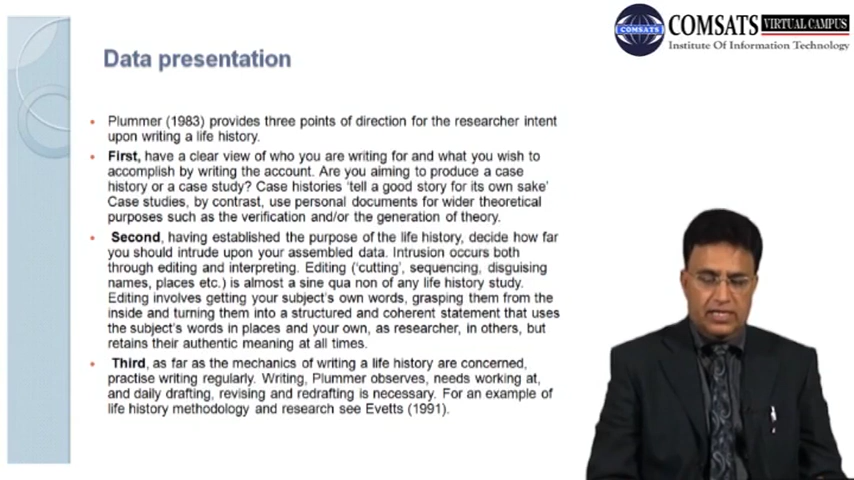 COMSATS VIRTUAL CAMPUS
Institute Of Information Technology
COMSATS
Data presentation
• Plummer (1983) provides three points of direction for the researcher intent
upon writing a life history.
• First, have a clear view of who you are writing for and what you wish to
accomplish by writing the account. Are you aiming to produce a case
history or a case study? Case histories ‘tell a good story for its own sake’
Case studies, by contrast, use personal documents for wider theoretical
purposes such as the verification and/or the generation of theory.
• Second, having established the purpose of the life history, decide how far
you should intrude upon your assembled data. Intrusion occurs both
through editing and interpreting. Editing (‘cutting’, sequencing, disguising
names, places etc.) is almost a sine qua non of any life history study.
Editing involves getting your subject’s own words, grasping them from the
inside and turning them into a structured and coherent statement that uses
the subject’s words in places and your own, as researcher, in others, but
retains their authentic meaning at all times.
• Third, as far as the mechanics of writing a life history are concerned,
practise writing regularly. Writing, Plummer observes, needs working at,
and daily drafting, revising and redrafting is necessary. For an example of
life history methodology and research see Evetts (1991).